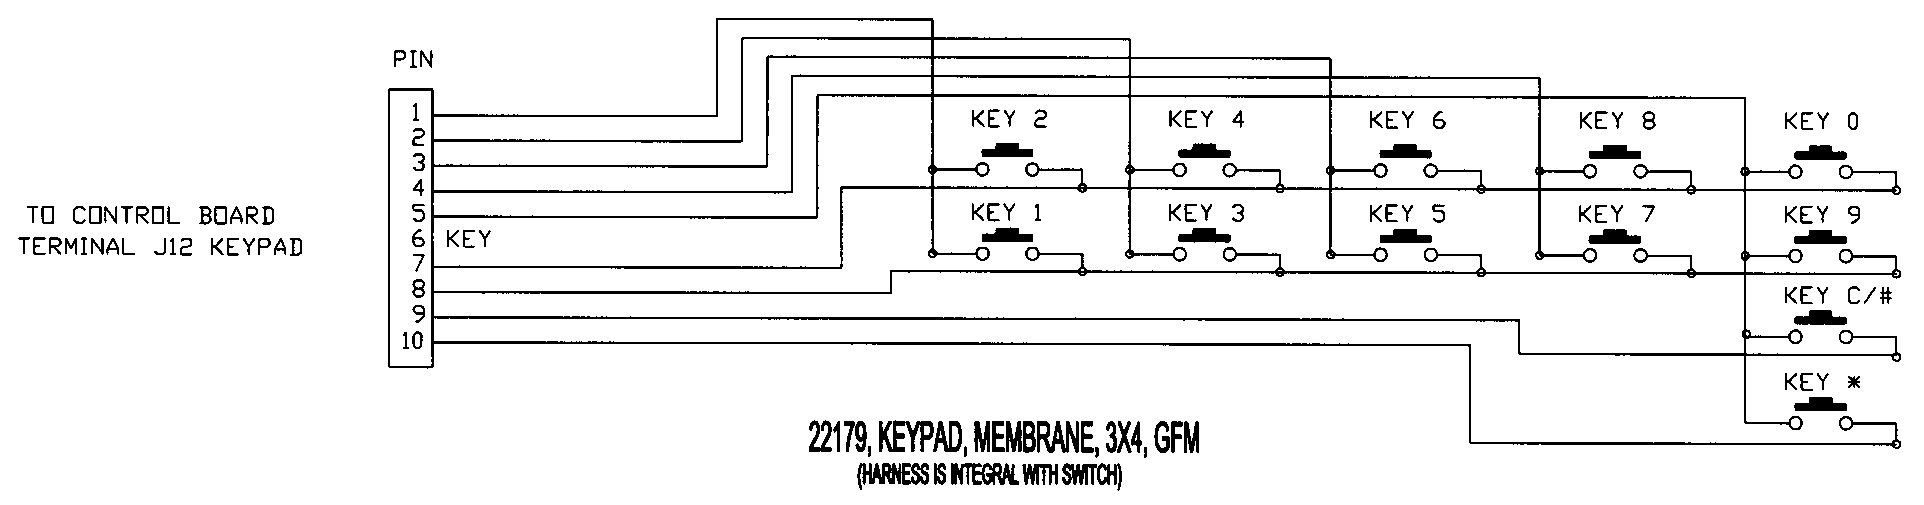 PIN
1
2
3
4
5
6 KEY
7
8
9
10
TO CONTROL BOARD
TERMINAL J12 KEYPAD
KEY 2
KEY 4
KEY 6
KEY 8
KEY 0
KEY 1
KEY 3
KEY 5
KEY 7
KEY 9
KEY C/#
KEY *
22179, KEYPAD, MEMBRANE, 3X4, GFM
(HARNESS IS INTEGRAL WITH SWITCH)